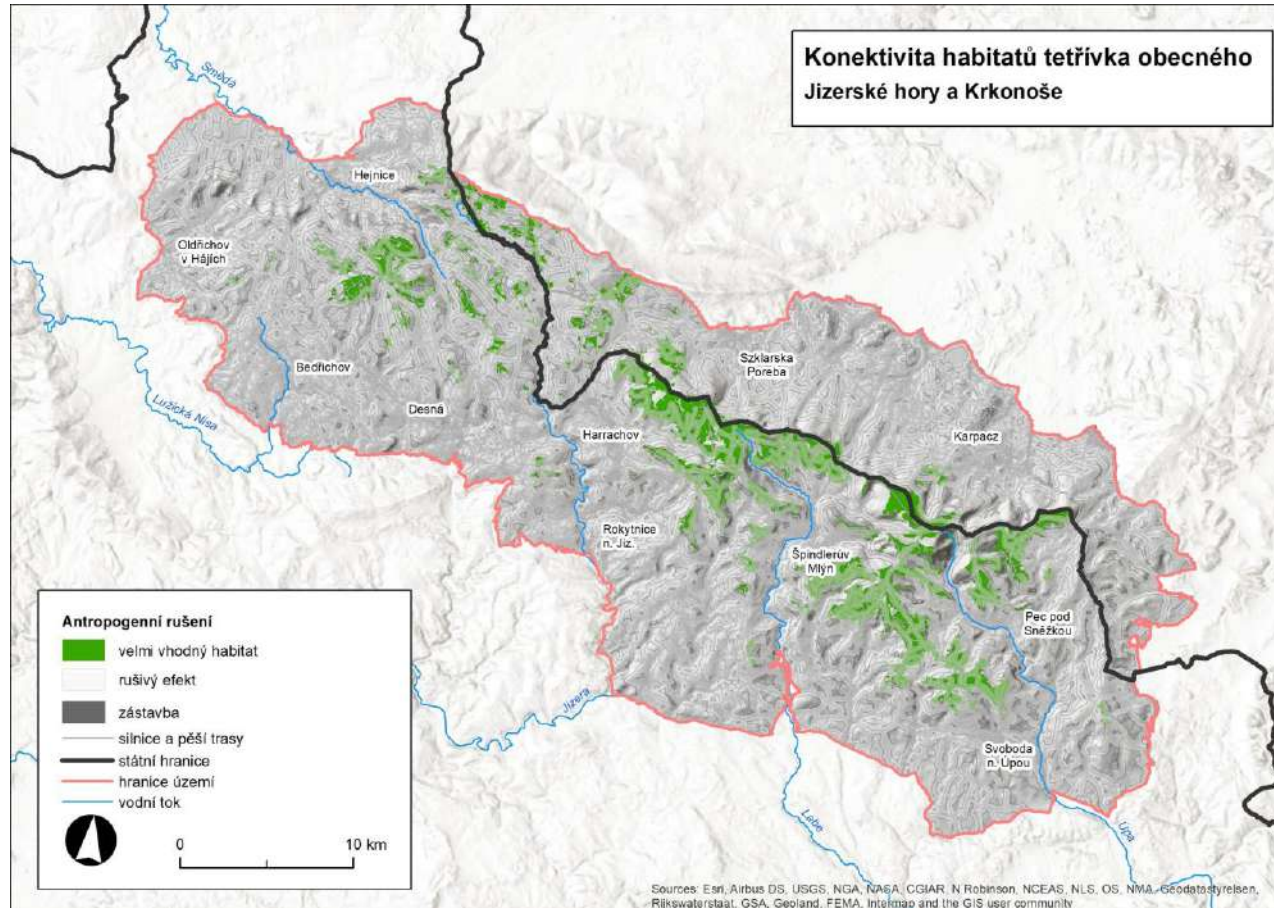 Konektivita habitatů tetřívka obecného
Jizerské hory a Krkonoše
Smědá
Hejnice
Oldřichov
v Hájích
Bedřichov
Lužická Nisa
Desná
Szklarska
Poreba
Harrachov
Karpacz
Rokytnice
n. Jiz.
Špindlerův
Mlýn
Pec pod
Sněžkou
Jizera
Svoboda
n. Úpou
Labe
Úpa
Antropogenní rušení
velmi vhodný habitat
rušivý efekt
zástavba
silnice a pěší trasy
státní hranice
hranice území
vodní tok
0 10 km
Sources: Esri, Airbus DS, USGS, NGA, NASA, CGIAR, N Robinson, NCEAS, NLS, OS, NMA, Geodatastyrelsen,
Rijkswaterstaat, GSA, Geoland, FEMA, Intermap and the GIS user community